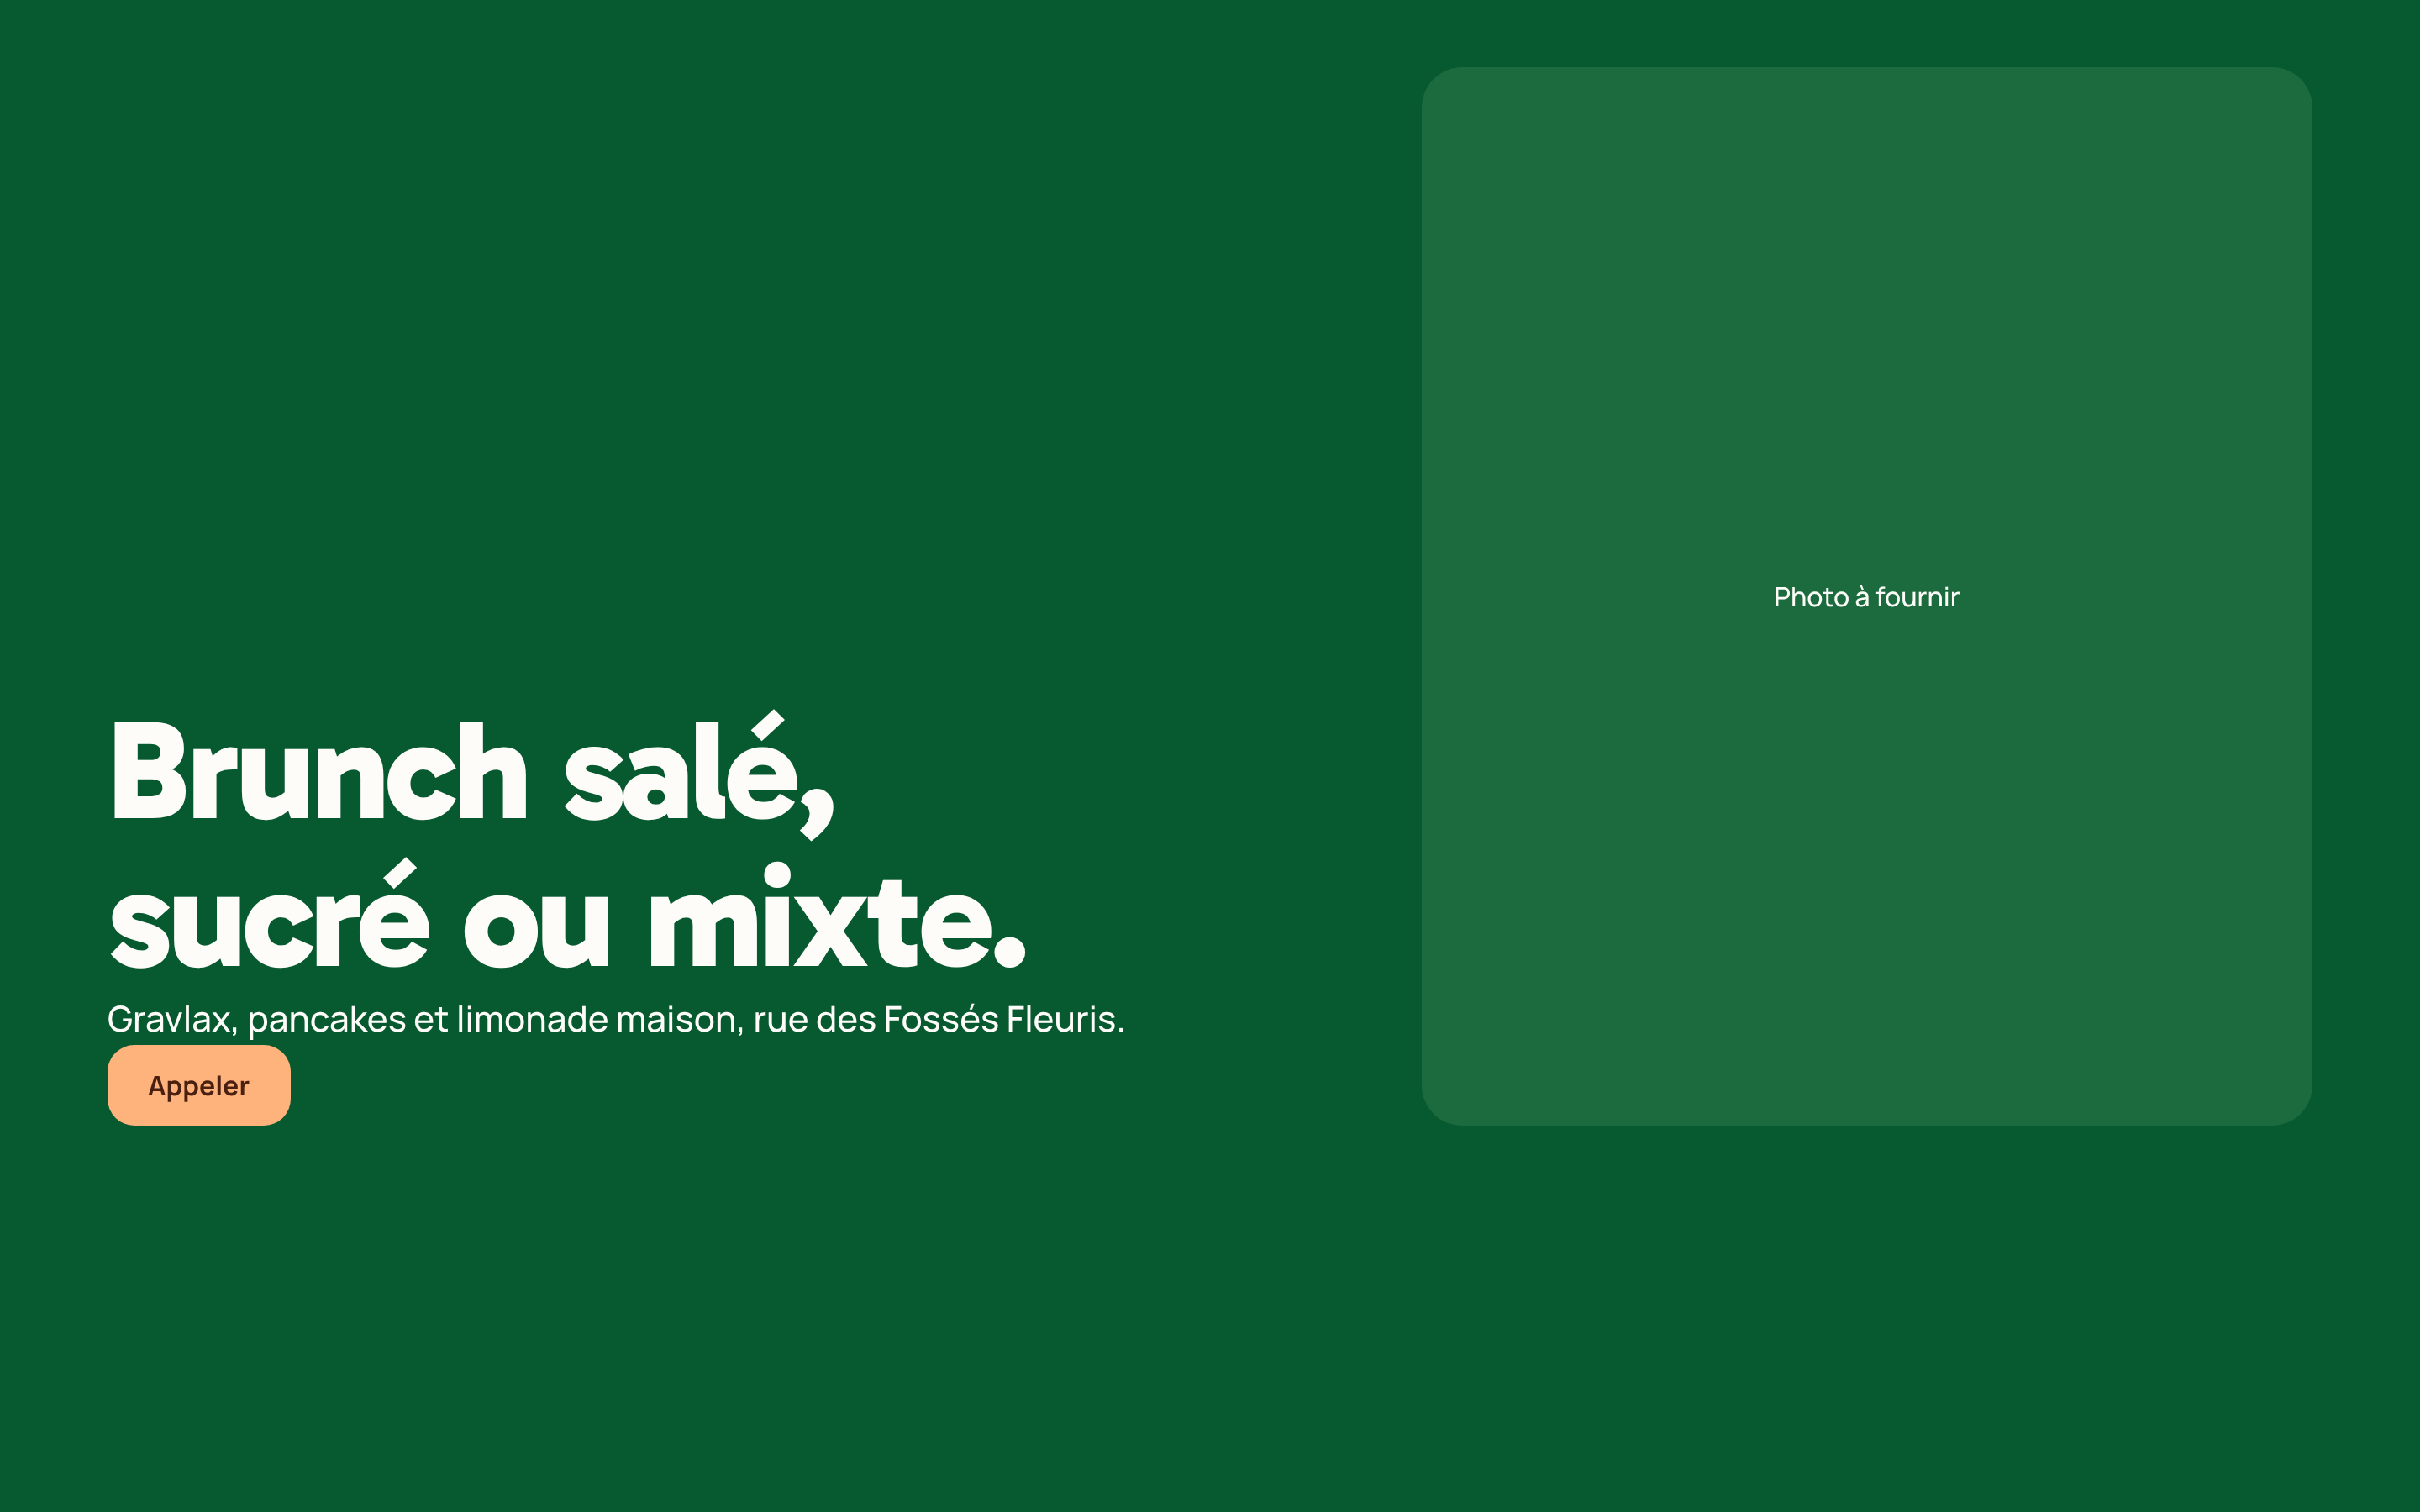 Brunch salé,
sucré ou mixte.
Gravlax, pancakes et limonade maison, rue des Fossés Fleuris.
Appeler
Photo à fournir